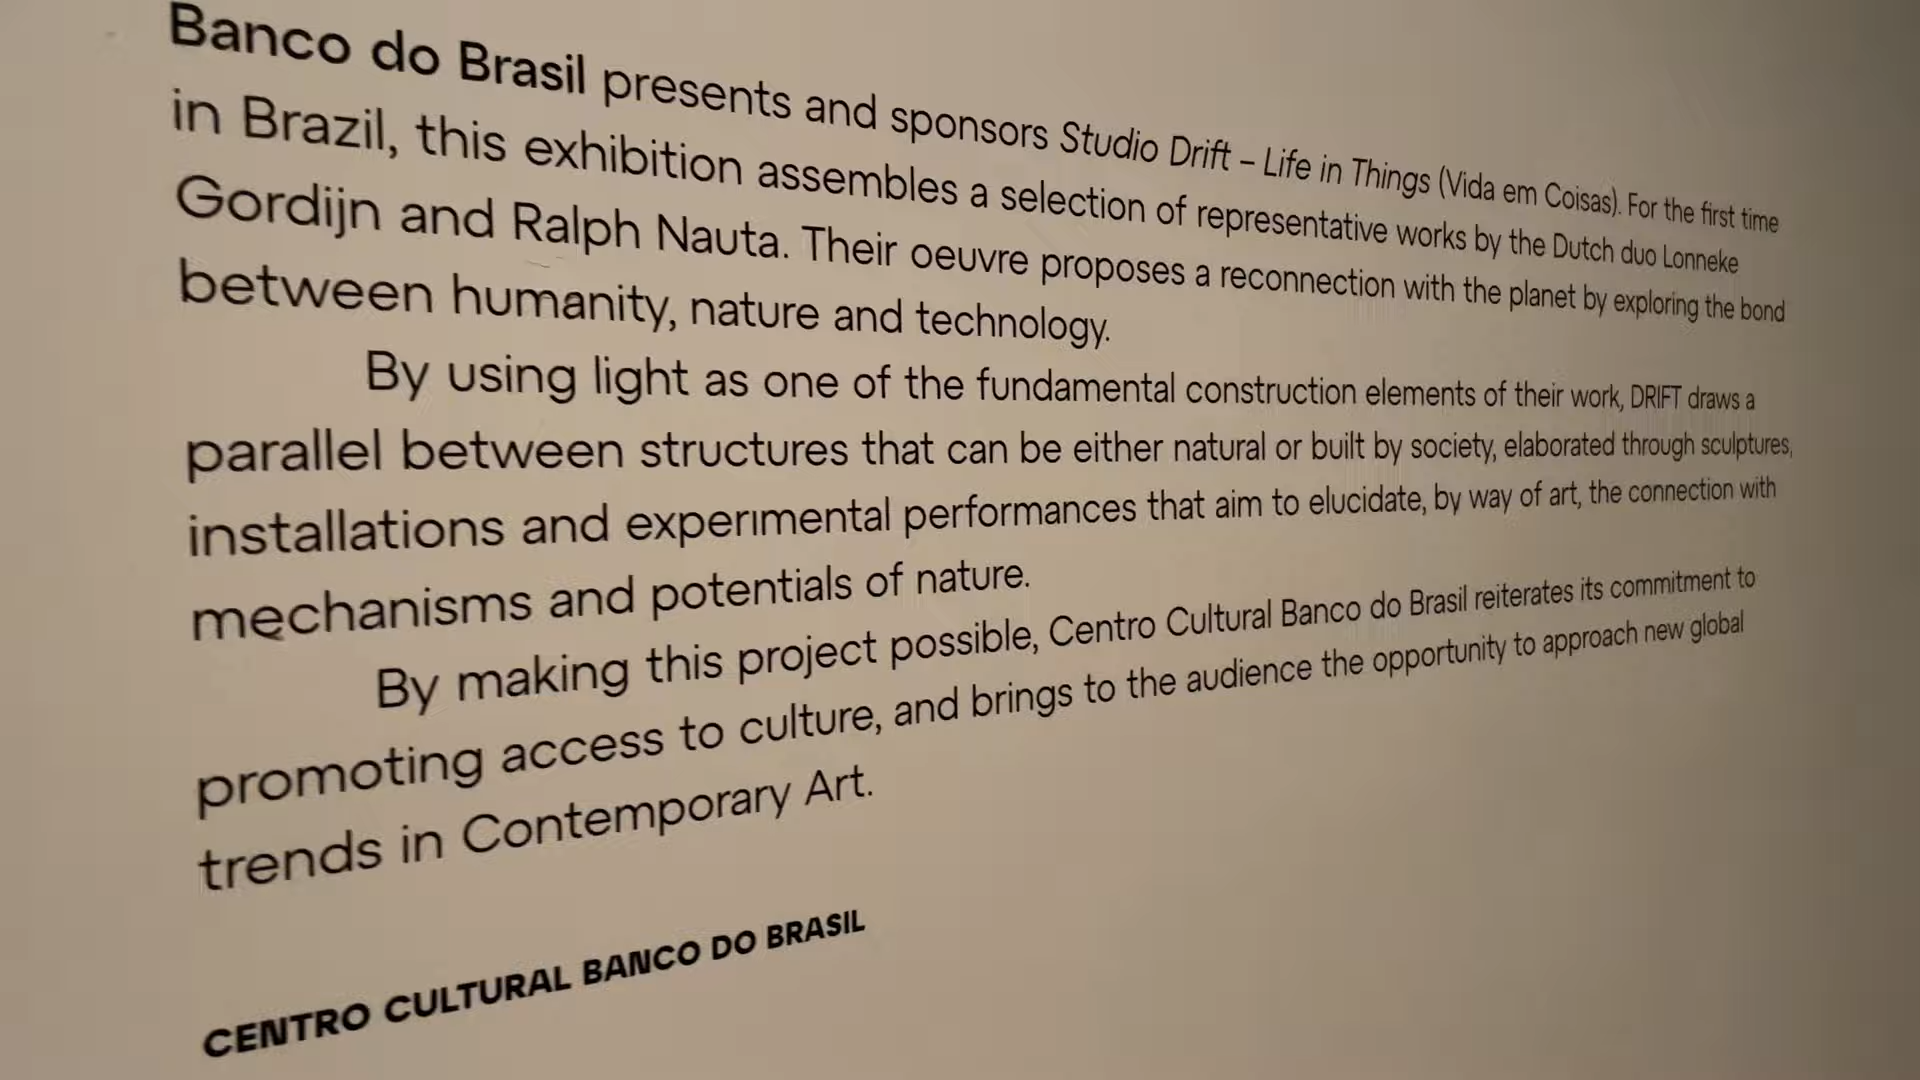 Banco do Brasil presents and sponsors Studio Drift – Life in Things (Vida em Coisas). For the first time
in Brazil, this exhibition assembles a selection of representative works by the Dutch duo Lonneke
Gordijn and Ralph Nauta. Their oeuvre proposes a reconnection with the planet by exploring the bond
between humanity, nature and technology.
By using light as one of the fundamental construction elements of their work, DRIFT draws a
parallel between structures that can be either natural or built by society, elaborated through sculptures,
installations and experimental performances that aim to elucidate, by way of art, the connection with
mechanisms and potentials of nature.
By making this project possible, Centro Cultural Banco do Brasil reiterates its commitment to
promoting access to culture, and brings to the audience the opportunity to approach new global
trends in Contemporary Art.
CENTRO CULTURAL BANCO DO BRASIL